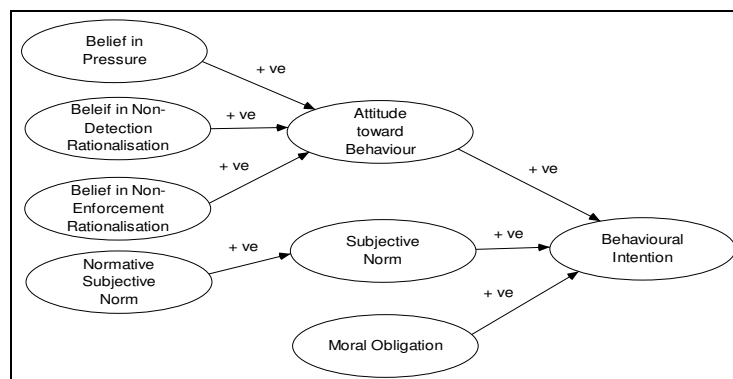 Belief in
Pressure
+ ve
Beleif in Non-
Detection
Rationalisation
+ ve
Attitude
toward
Behaviour
+ ve
Belief in Non-
Enforcement
Rationalisation
+ ve
Normative
Subjective
Norm
+ ve
Subjective
Norm
+ ve
Behavioural
Intention
+ ve
Moral Obligation